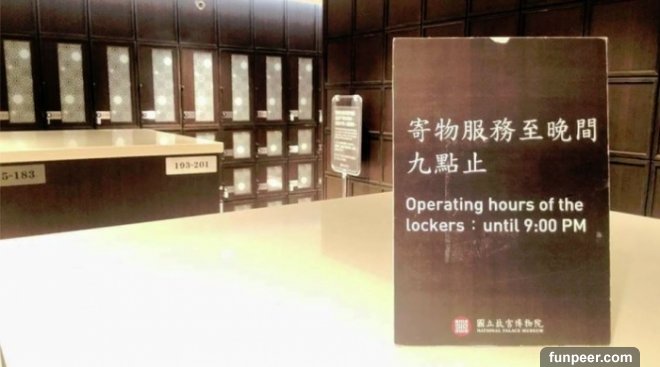 寄物服務至晚間
九點止
Operating hours of the
lockers：until 9:00 PM
國立故宮博物院
NATIONAL PALACE MUSEUM
5-183
193-201
funpeer.com